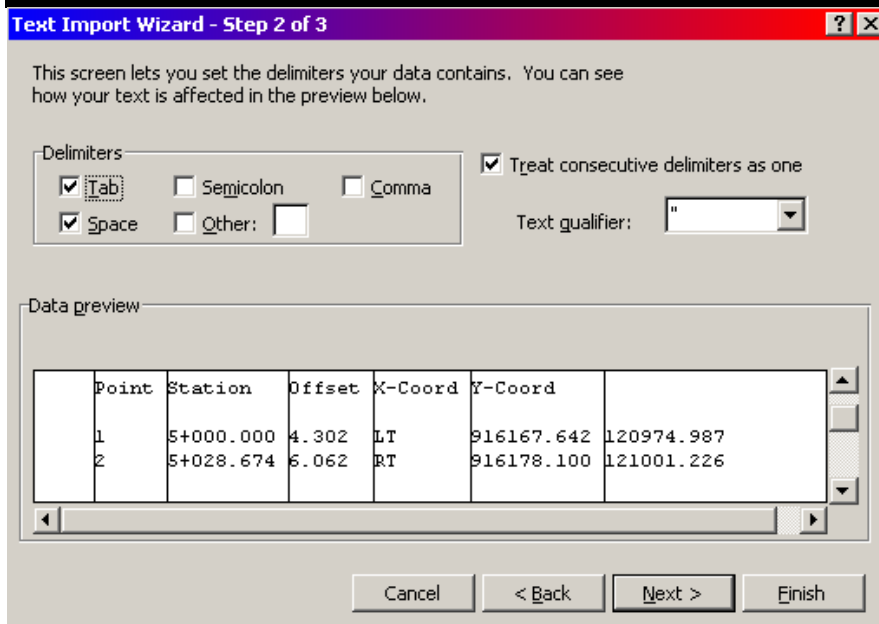 Text Import Wizard - Step 2 of 3
This screen lets you set the delimiters your data contains. You can see
how your text is affected in the preview below.
Delimiters
Tab Semicolon Comma
Space Other:
Treat consecutive delimiters as one
Text qualifier: "
Data preview
Point Station Offset X-Coord Y-Coord
1 5+000.000 4.302 LT 916167.642 120974.987
2 5+028.674 6.062 RT 916178.100 121001.226
Cancel < Back Next > Finish